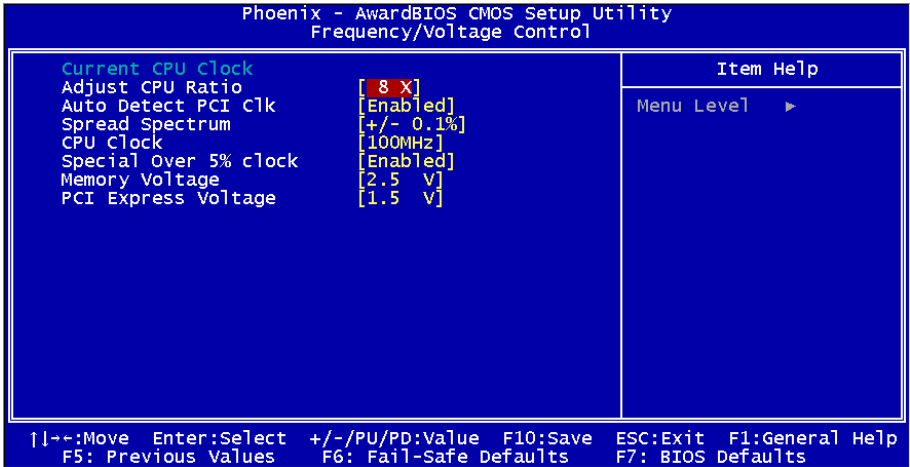 Phoenix - AwardBIOS CMOS Setup Utility
Frequency/Voltage Control
Current CPU Clock
Adjust CPU Ratio [ 8 X]
Auto Detect PCI Clk [Enabled]
Spread Spectrum [+/- 0.1%]
CPU Clock [100MHz]
Special Over 5% clock [Enabled]
Memory Voltage [2.5 V]
PCI Express Voltage [1.5 V]
Item Help
Menu Level ►
↑↓→←:Move Enter:Select +/-/PU/PD:Value F10:Save ESC:Exit F1:General Help
F5: Previous Values F6: Fail-Safe Defaults F7: BIOS Defaults